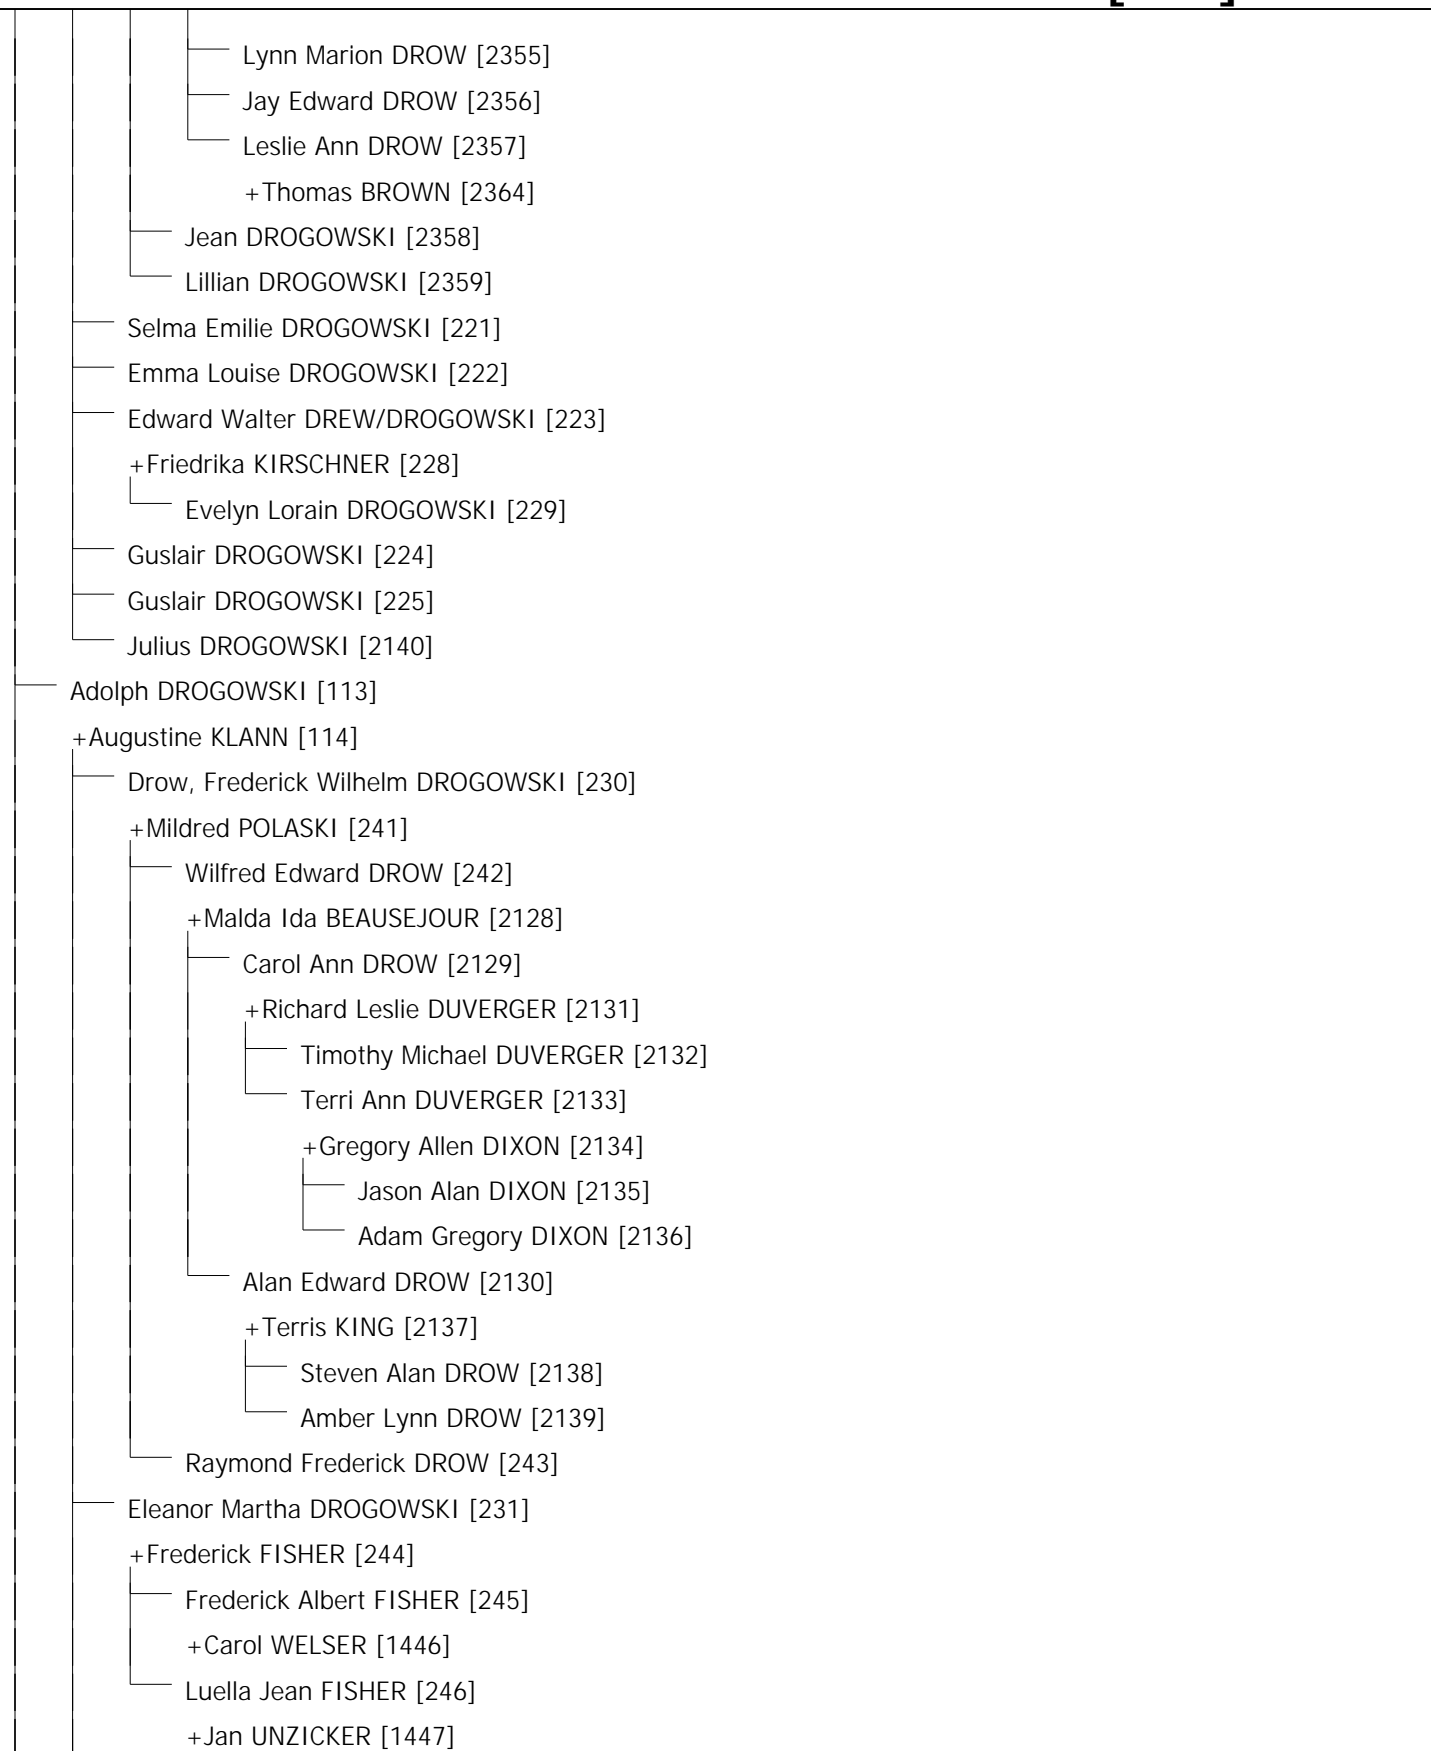 Lynn Marion DROW [2355]
Jay Edward DROW [2356]
Leslie Ann DROW [2357]
+Thomas BROWN [2364]
Jean DROGOWSKI [2358]
Lillian DROGOWSKI [2359]
Selma Emilie DROGOWSKI [221]
Emma Louise DROGOWSKI [222]
Edward Walter DREW/DROGOWSKI [223]
+Friedrika KIRSCHNER [228]
Evelyn Lorain DROGOWSKI [229]
Guslair DROGOWSKI [224]
Guslair DROGOWSKI [225]
Julius DROGOWSKI [2140]
Adolph DROGOWSKI [113]
+Augustine KLANN [114]
Drow, Frederick Wilhelm DROGOWSKI [230]
+Mildred POLASKI [241]
Wilfred Edward DROW [242]
+Malda Ida BEAUSEJOUR [2128]
Carol Ann DROW [2129]
+Richard Leslie DUVERGER [2131]
Timothy Michael DUVERGER [2132]
Terri Ann DUVERGER [2133]
+Gregory Allen DIXON [2134]
Jason Alan DIXON [2135]
Adam Gregory DIXON [2136]
Alan Edward DROW [2130]
+Terris KING [2137]
Steven Alan DROW [2138]
Amber Lynn DROW [2139]
Raymond Frederick DROW [243]
Eleanor Martha DROGOWSKI [231]
+Frederick FISHER [244]
Frederick Albert FISHER [245]
+Carol WELSER [1446]
Luella Jean FISHER [246]
+Jan UNZICKER [1447]